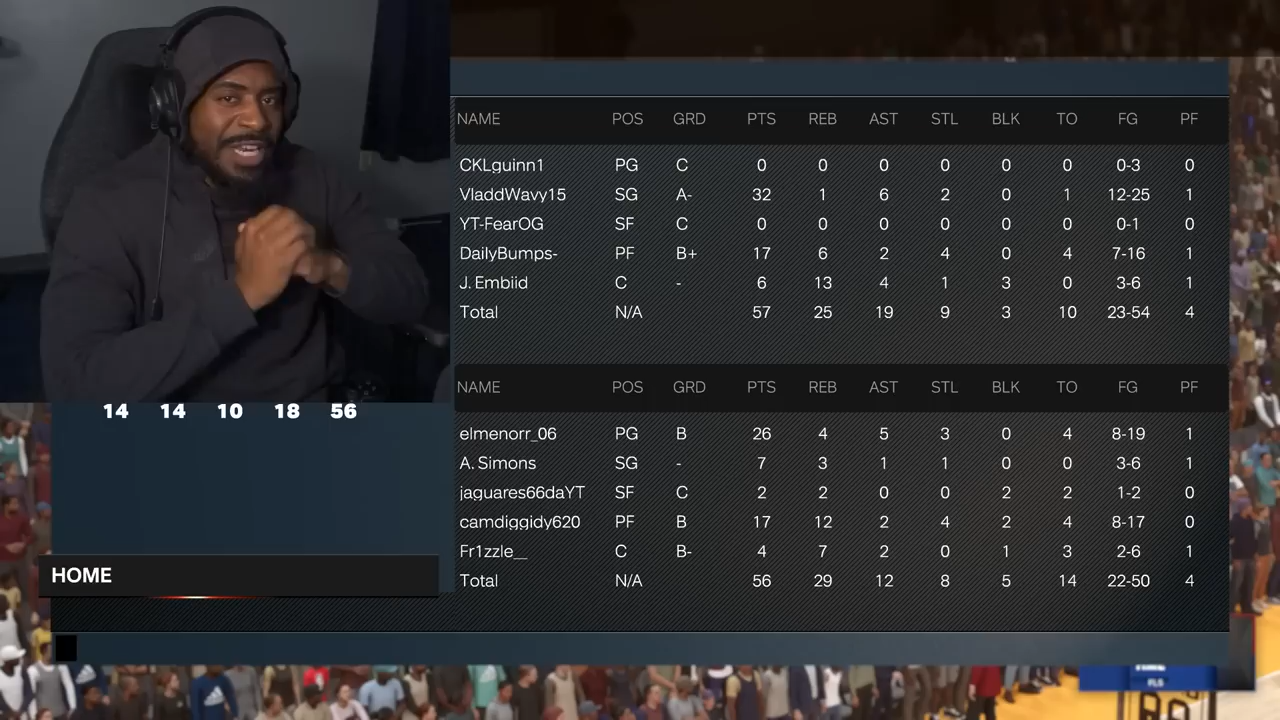 NAME POS GRD PTS REB AST STL BLK TO FG PF
CKLguinn1 PG C 0 0 0 0 0 0 0-3 0
VladdWavy15 SG A- 32 1 6 2 0 1 12-25 1
YT-FearOG SF C 0 0 0 0 0 0 0-1 0
DailyBumps- PF B+ 17 6 2 4 0 4 7-16 1
J. Embiid C - 6 13 4 1 3 0 3-6 1
Total N/A 57 25 19 9 3 10 23-54 4
NAME POS GRD PTS REB AST STL BLK TO FG PF
14 14 10 18 56
elmenorr_06 PG B 26 4 5 3 0 4 8-19 1
A. Simons SG - 7 3 1 1 0 0 3-6 1
jaguares66daYT SF C 2 2 0 0 2 2 1-2 0
camdiggidy620 PF B 17 12 2 4 2 4 8-17 0
Fr1zzle__ C B- 4 7 2 0 1 3 2-6 1
Total N/A 56 29 12 8 5 14 22-50 4
HOME
FLS